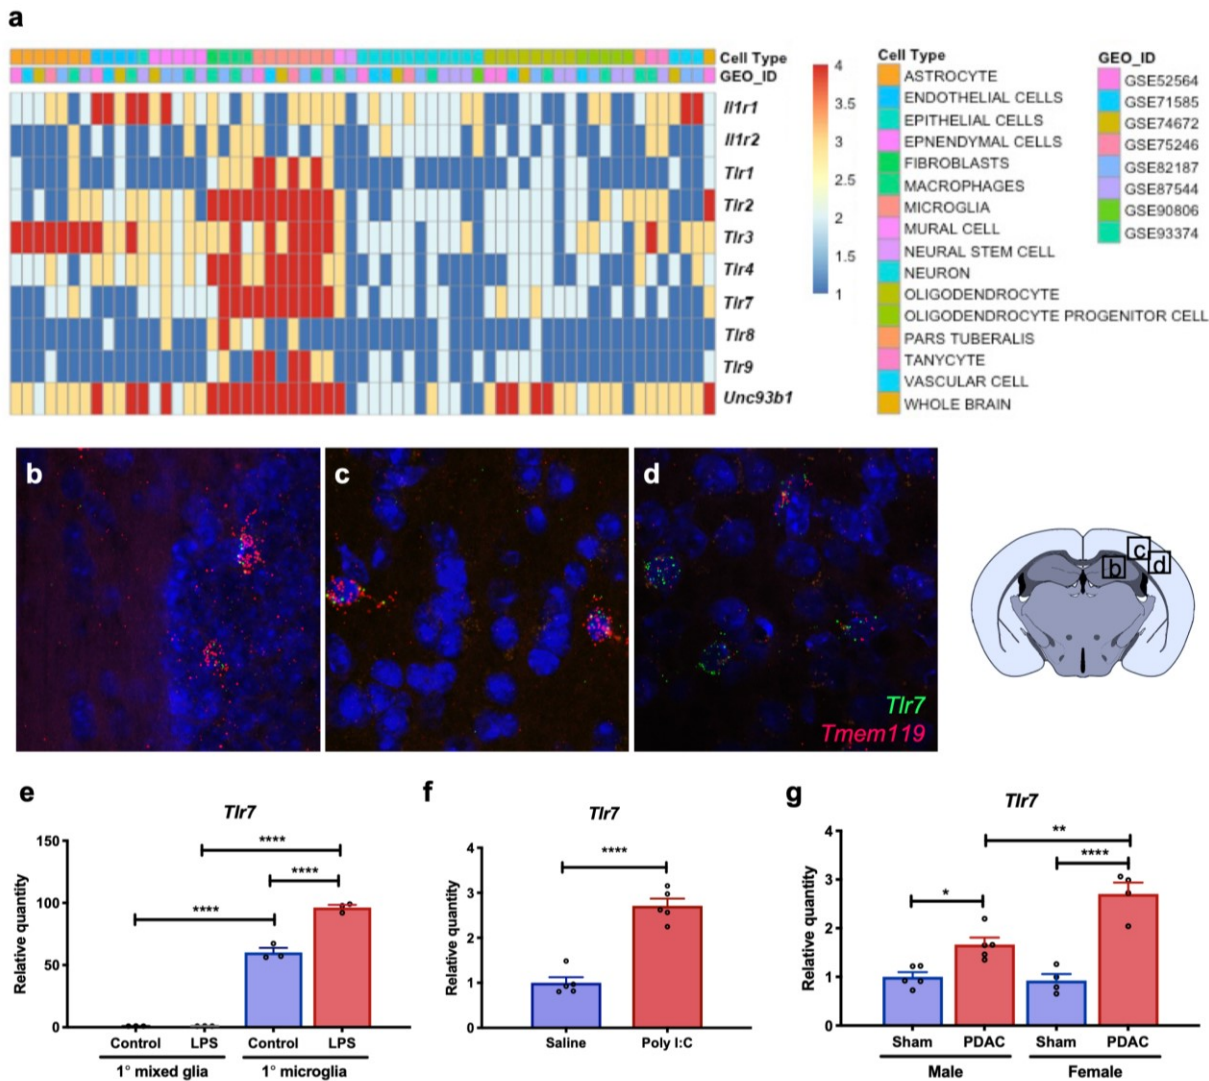 a
Cell Type
GEO_ID
Il1r1
Il1r2
Tlr1
Tlr2
Tlr3
Tlr4
Tlr7
Tlr8
Tlr9
Unc93b1
4
3.5
3
2.5
2
1.5
1
Cell Type
ASTROCYTE
ENDOTHELIAL CELLS
EPITHELIAL CELLS
EPNENDYMAL CELLS
FIBROBLASTS
MACROPHAGES
MICROGLIA
MURAL CELL
NEURAL STEM CELL
NEURON
OLIGODENDROCYTE
OLIGODENDROCYTE PROGENITOR CELL
PARS TUBERALIS
TANYCYTE
VASCULAR CELL
WHOLE BRAIN
GEO_ID
GSE52564
GSE71585
GSE74672
GSE75246
GSE82187
GSE87544
GSE90806
GSE93374
b
c
d
Tlr7
Tmem119
b
c
d
e
Tlr7
Relative quantity
150
100
50
0
****
****
****
Control LPS Control LPS
1° mixed glia 1° microglia
f
Tlr7
Relative quantity
4
3
2
1
0
****
Saline Poly I:C
g
Tlr7
Relative quantity
4
3
2
1
0
**
****
*
Sham PDAC Sham PDAC
Male Female